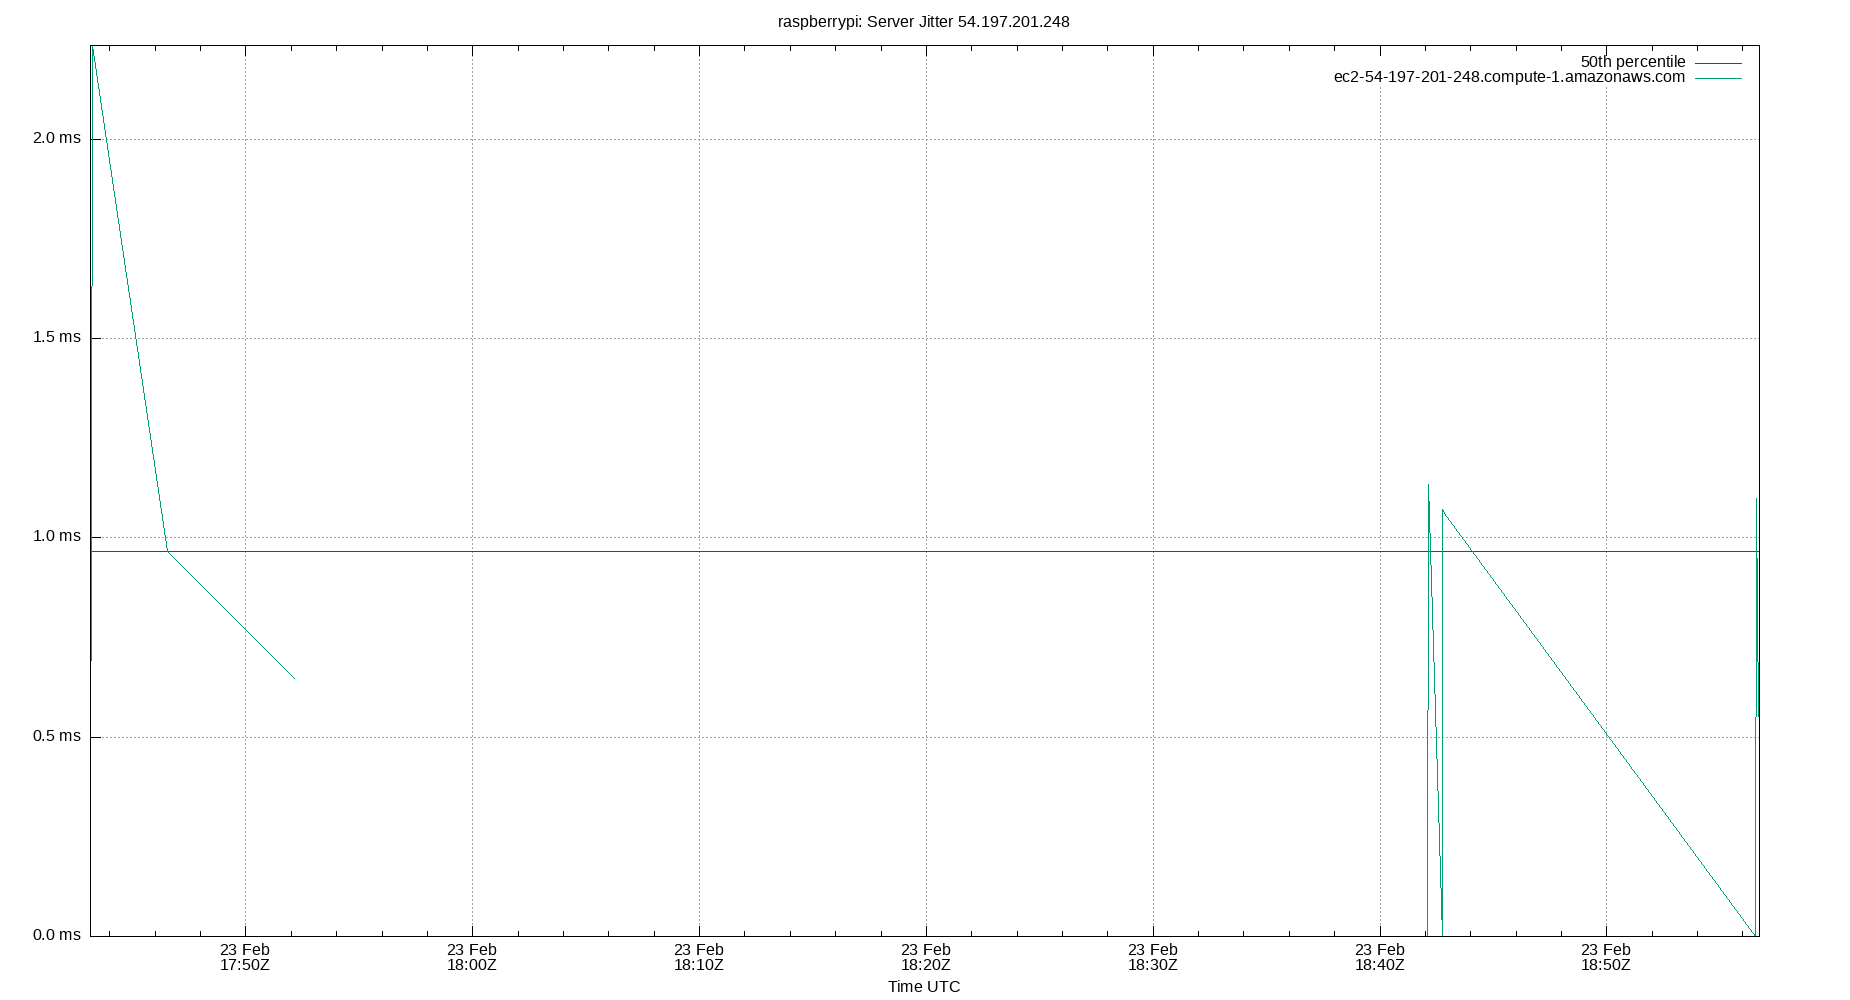 raspberrypi: Server Jitter 54.197.201.248
50th percentile
ec2-54-197-201-248.compute-1.amazonaws.com
2.0 ms
1.5 ms
1.0 ms
0.5 ms
0.0 ms
23 Feb 23 Feb 23 Feb 23 Feb 23 Feb 23 Feb 23 Feb
17:50Z 18:00Z 18:10Z 18:20Z 18:30Z 18:40Z 18:50Z
Time UTC